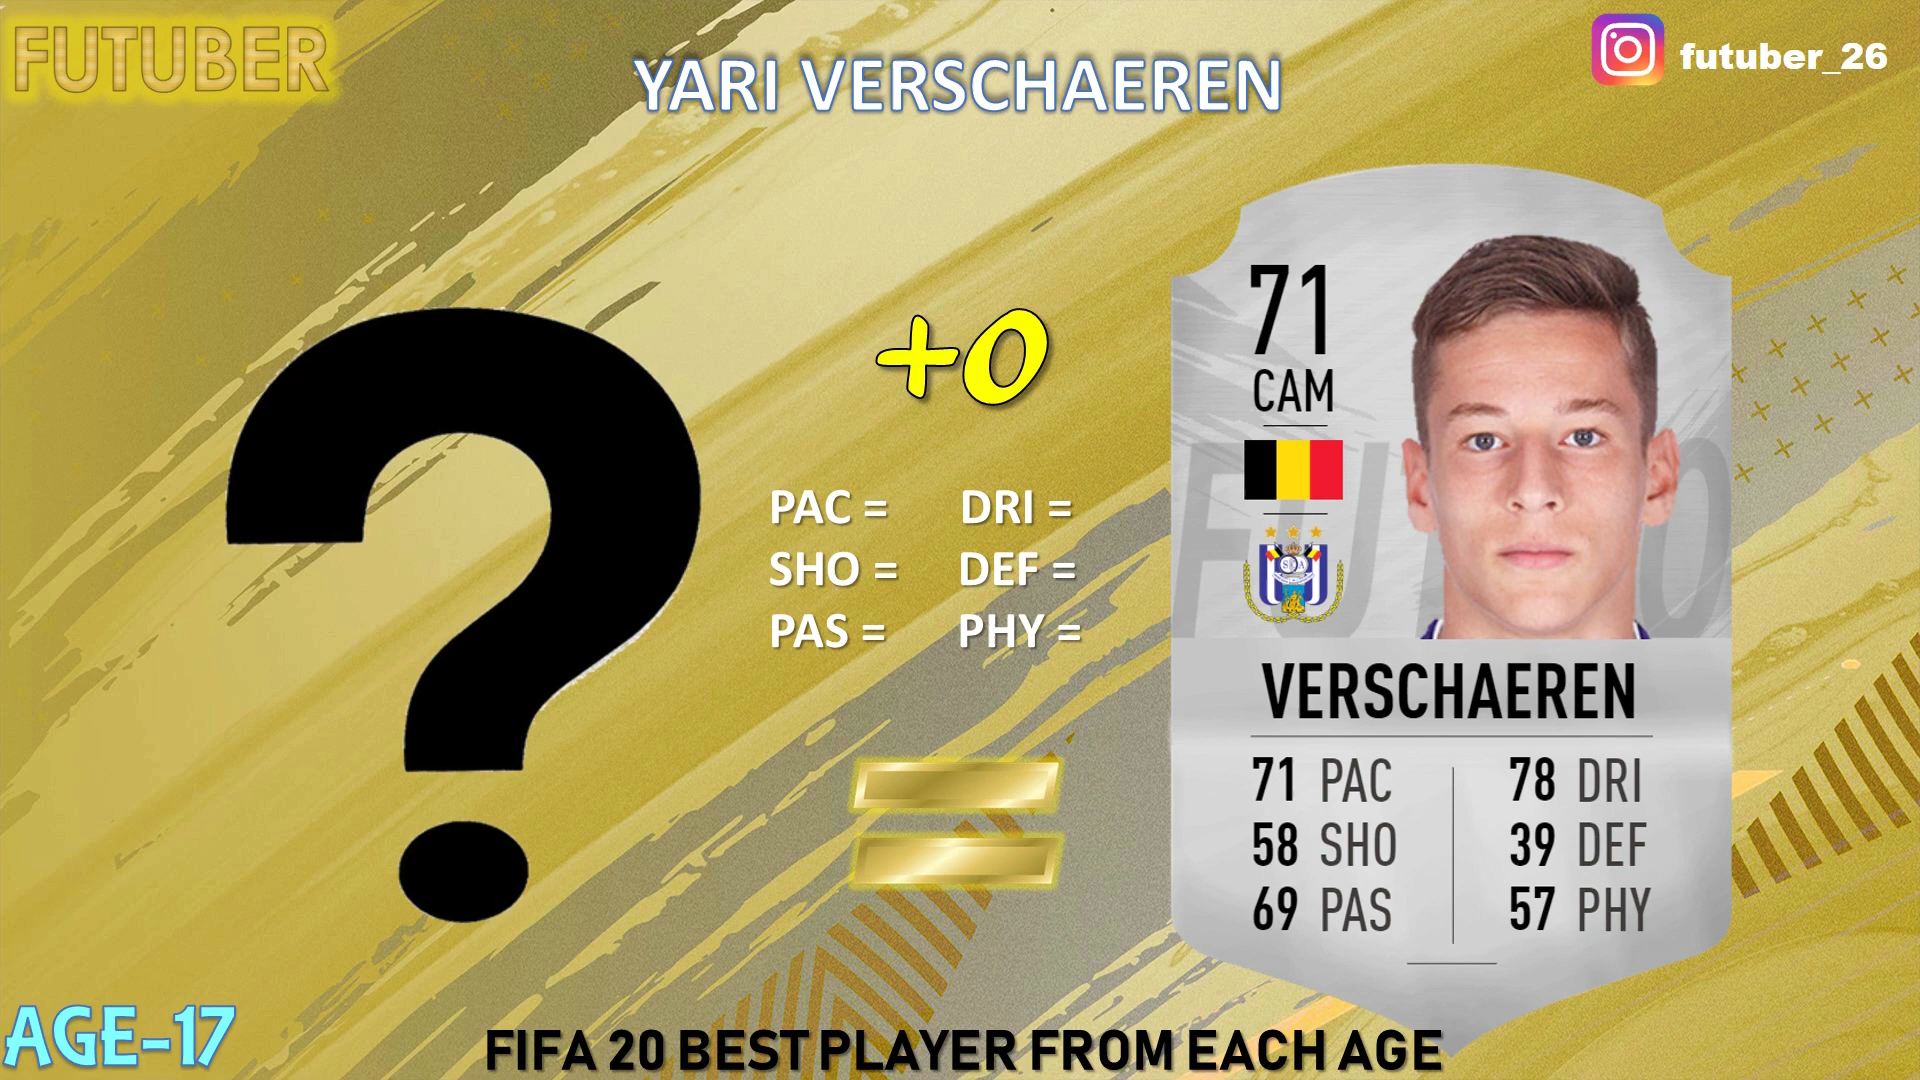 FUTUBER
YARI VERSCHAEREN
futuber_26
?
+0
PAC = DRI =
SHO = DEF =
PAS = PHY =
=
71
CAM
VERSCHAEREN
71 PAC 78 DRI
58 SHO 39 DEF
69 PAS 57 PHY
AGE-17
FIFA 20 BEST PLAYER FROM EACH AGE